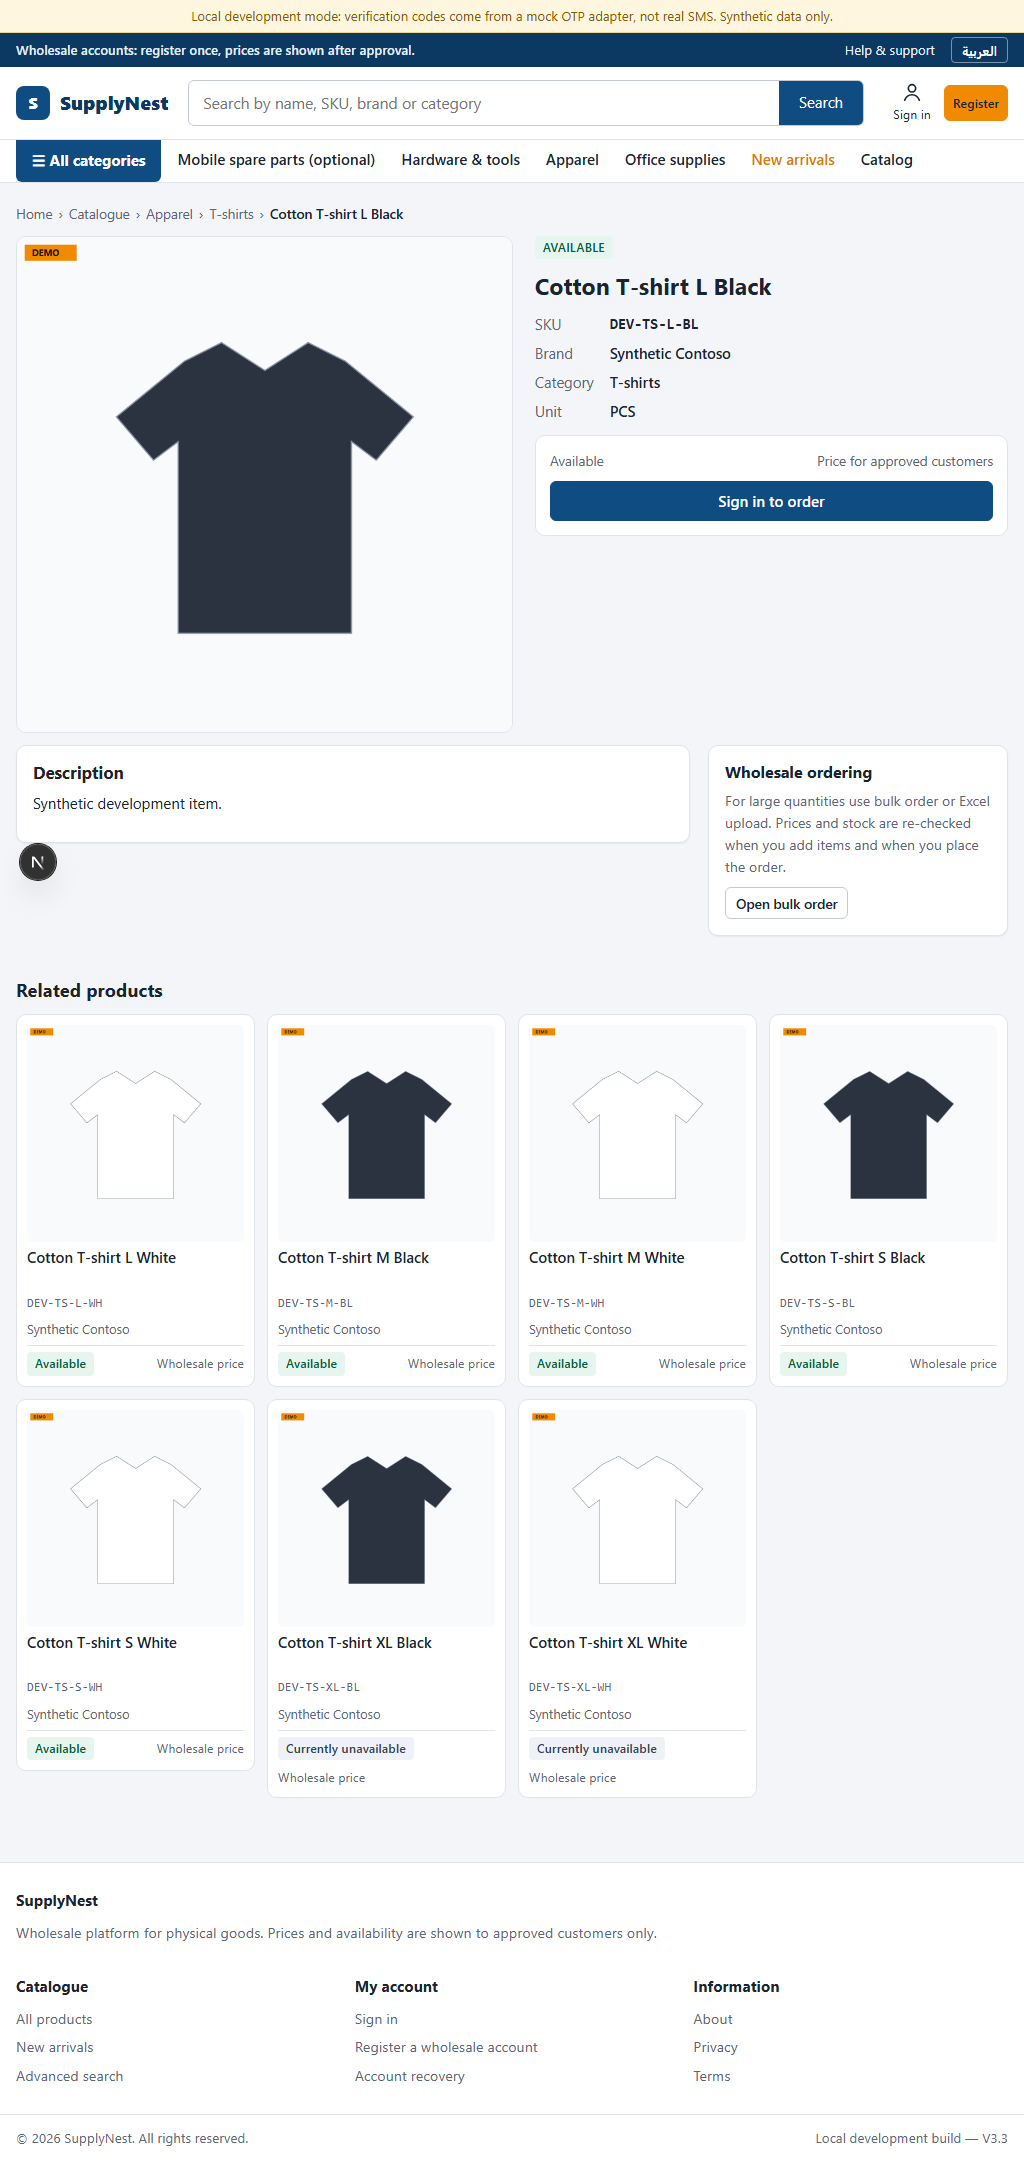 Local development mode: verification codes come from a mock OTP adapter, not real SMS. Synthetic data only.
Wholesale accounts: register once, prices are shown after approval.
Help & support
العربية
S
SupplyNest
Search by name, SKU, brand or category
Search
Sign in
Register
☰ All categories
Mobile spare parts (optional)
Hardware & tools
Apparel
Office supplies
New arrivals
Catalog
Home › Catalogue › Apparel › T-shirts › Cotton T-shirt L Black
DEMO
AVAILABLE
Cotton T-shirt L Black
SKU DEV-TS-L-BL
Brand Synthetic Contoso
Category T-shirts
Unit PCS
Available
Price for approved customers
Sign in to order
Description
Synthetic development item.
N
Wholesale ordering
For large quantities use bulk order or Excel
upload. Prices and stock are re-checked
when you add items and when you place
the order.
Open bulk order
Related products
DEMO
Cotton T-shirt L White
DEV-TS-L-WH
Synthetic Contoso
Available
Wholesale price
DEMO
Cotton T-shirt M Black
DEV-TS-M-BL
Synthetic Contoso
Available
Wholesale price
DEMO
Cotton T-shirt M White
DEV-TS-M-WH
Synthetic Contoso
Available
Wholesale price
DEMO
Cotton T-shirt S Black
DEV-TS-S-BL
Synthetic Contoso
Available
Wholesale price
DEMO
Cotton T-shirt S White
DEV-TS-S-WH
Synthetic Contoso
Available
Wholesale price
DEMO
Cotton T-shirt XL Black
DEV-TS-XL-BL
Synthetic Contoso
Currently unavailable
Wholesale price
DEMO
Cotton T-shirt XL White
DEV-TS-XL-WH
Synthetic Contoso
Currently unavailable
Wholesale price
SupplyNest
Wholesale platform for physical goods. Prices and availability are shown to approved customers only.
Catalogue
All products
New arrivals
Advanced search
My account
Sign in
Register a wholesale account
Account recovery
Information
About
Privacy
Terms
© 2026 SupplyNest. All rights reserved.
Local development build — V3.3